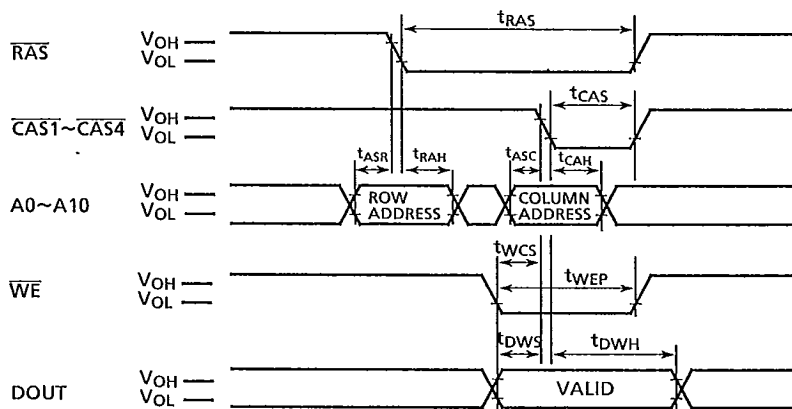 tRAS
RAS
VOH
VOL
tCAS
CAS1~CAS4
VOH
VOL
tASR
tRAH
tASC
tCAH
A0~A10
VOH
VOL
ROW
ADDRESS
COLUMN
ADDRESS
tWCS
tWEP
WE
VOH
VOL
tDWS
tDWH
DOUT
VOH
VOL
VALID